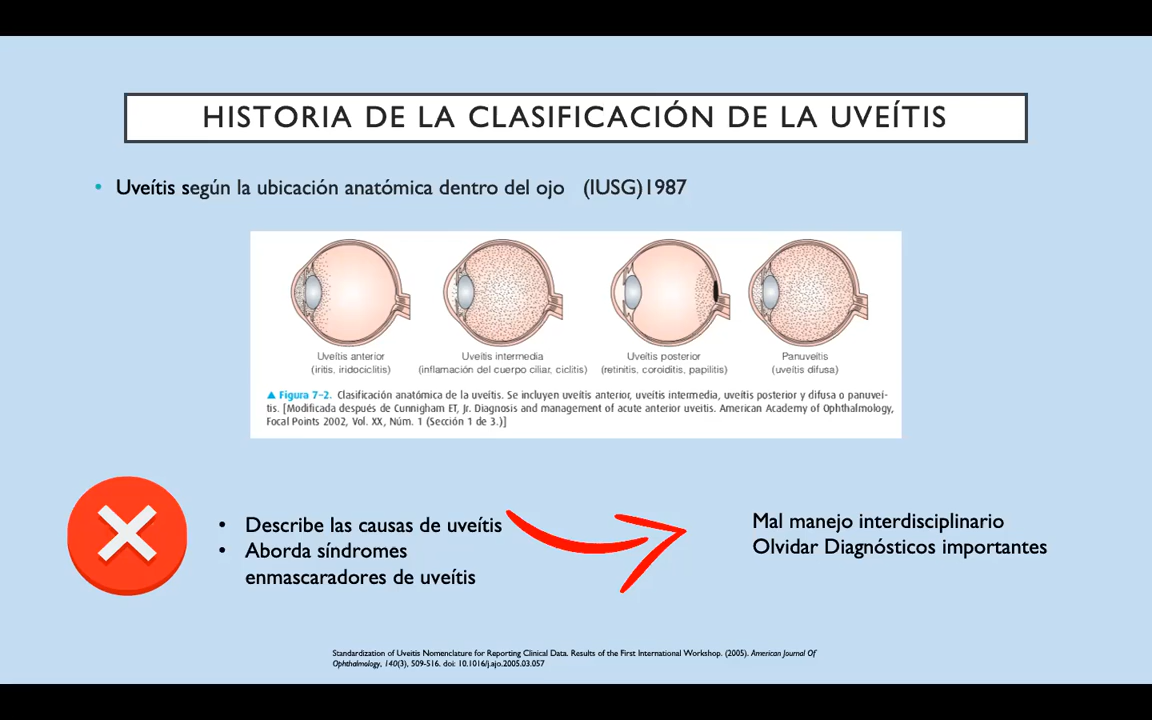 HISTORIA DE LA CLASIFICACIÓN DE LA UVEÍTIS
• Uveítis según la ubicación anatómica dentro del ojo (IUSG)1987
Uveítis anterior
(iritis, iridociclitis)
Uveítis intermedia
(inflamación del cuerpo ciliar, ciclitis)
Uveítis posterior
(retinitis, coroiditis, papilitis)
Panuveítis
(uveítis difusa)
▲ Figura 7–2. Clasificación anatómica de la uveítis. Se incluyen uveítis anterior, uveítis intermedia, uveítis posterior y difusa o panuveí-
tis. [Modificada después de Cunnigham ET, Jr. Diagnosis and management of acute anterior uveitis. American Academy of Ophthalmology,
Focal Points 2002, Vol. XX, Núm. 1 (Sección 1 de 3.)]
• Describe las causas de uveítis
• Aborda síndromes
enmascaradores de uveítis
Mal manejo interdisciplinario
Olvidar Diagnósticos importantes
Standardization of Uveitis Nomenclature for Reporting Clinical Data. Results of the First International Workshop. (2005). American Journal Of
Ophthalmology, 140(3), 509-516. doi: 10.1016/j.ajo.2005.03.057